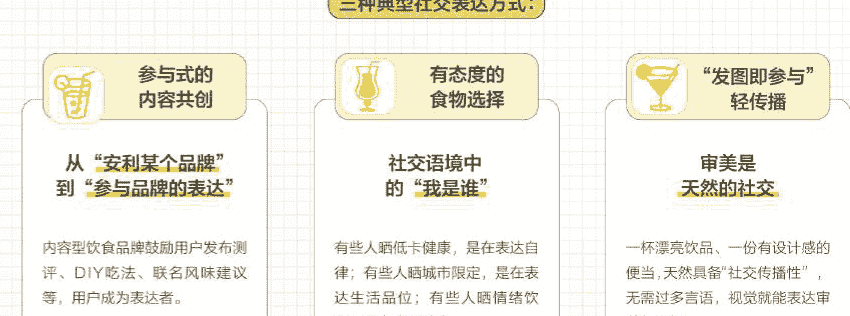 三种典型社交表达方式：
参与式的
内容共创
从“安利某个品牌”
到“参与品牌的表达”
内容型饮食品牌鼓励用户发布测
评、DIY吃法、联名风味建议
等，用户成为表达者。
有态度的
食物选择
社交语境中
的“我是谁”
有些人晒低卡健康，是在表达自
律；有些人晒城市限定，是在表
达生活品位；有些人晒情绪饮
“发图即参与”
轻传播
审美是
天然的社交
一杯漂亮饮品、一份有设计感的
便当,天然具备“社交传播性”，
无需过多言语，视觉就能表达审